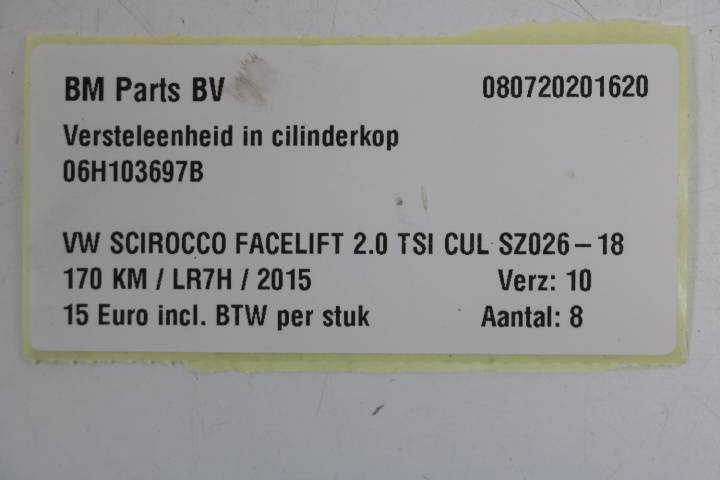 BM Parts BV 080720201620
Versteleenheid in cilinderkop
06H103697B
VW SCIROCCO FACELIFT 2.0 TSI CUL SZ026-18
170 KM / LR7H / 2015 Verz: 10
15 Euro incl. BTW per stuk Aantal: 8